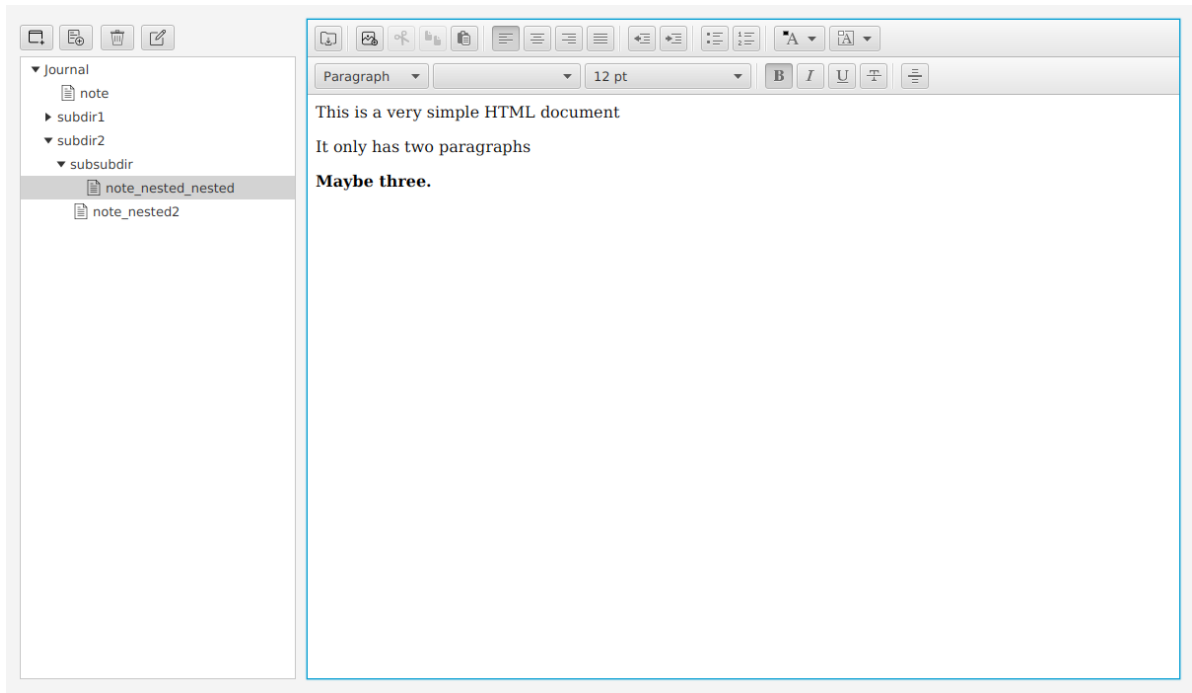 Journal
note
subdir1
subdir2
subsubdir
note_nested_nested
note_nested2
A
A
Paragraph
12 pt
B I U T
This is a very simple HTML document
It only has two paragraphs
Maybe three.